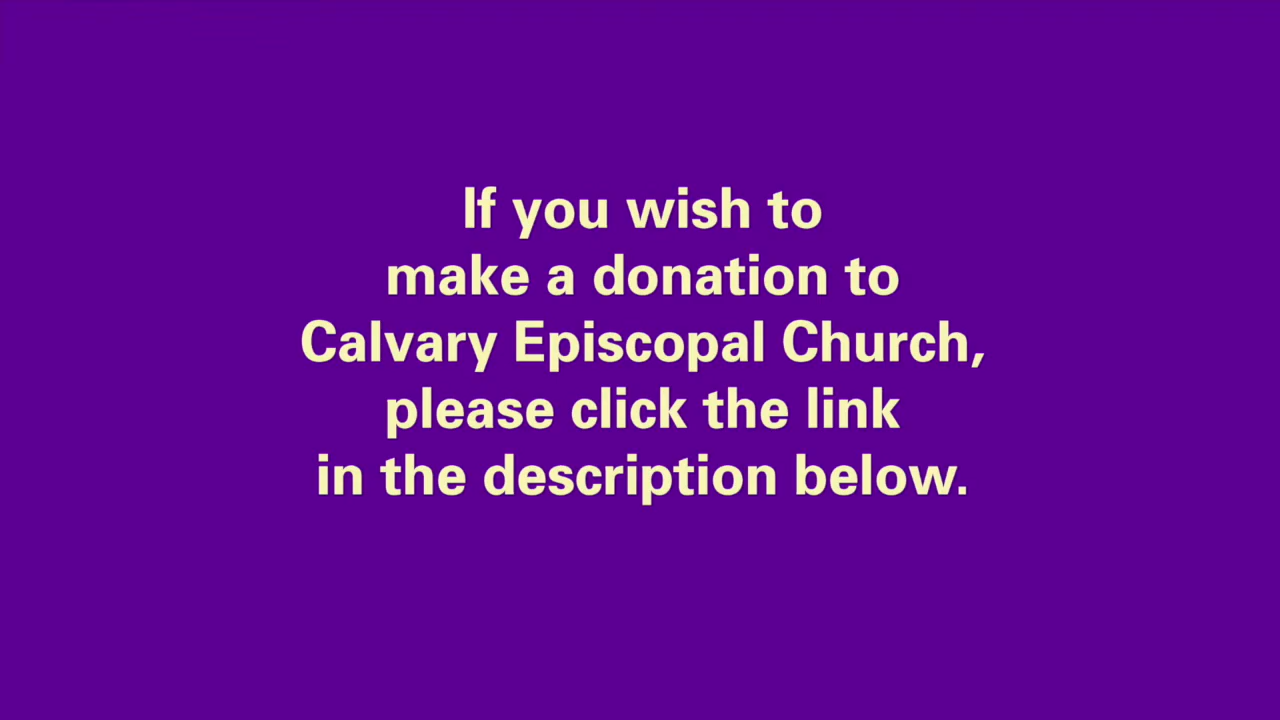 If you wish to
make a donation to
Calvary Episcopal Church,
please click the link
in the description below.